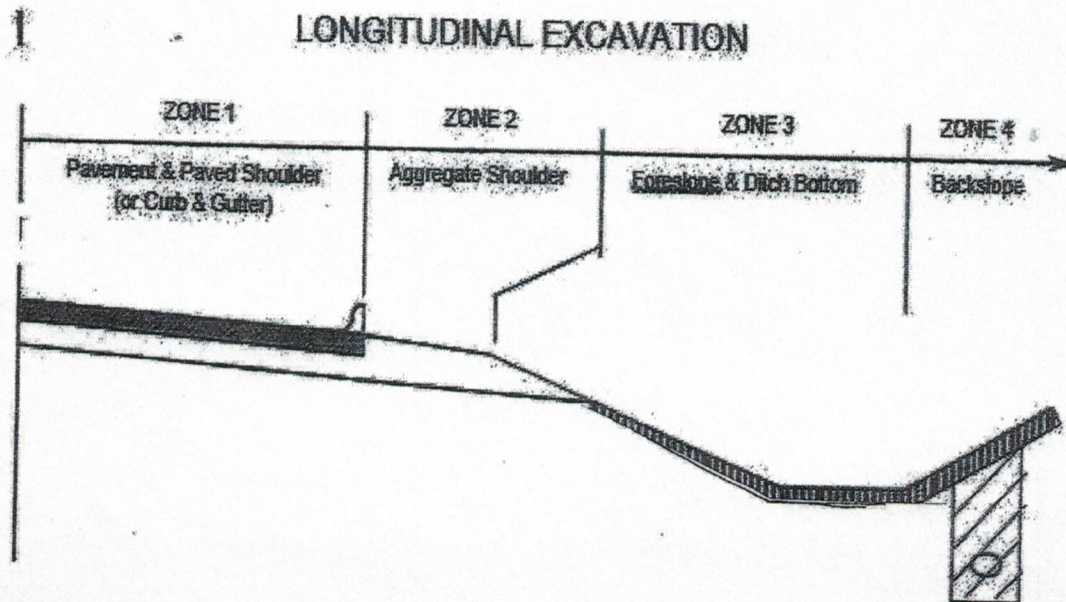 LONGITUDINAL EXCAVATION
ZONE 1
ZONE 2
ZONE 3
ZONE 4
Pavement & Paved Shoulder
(or Curb & Gutter)
Aggregate Shoulder
Foreslope & Ditch Bottom
Backslope